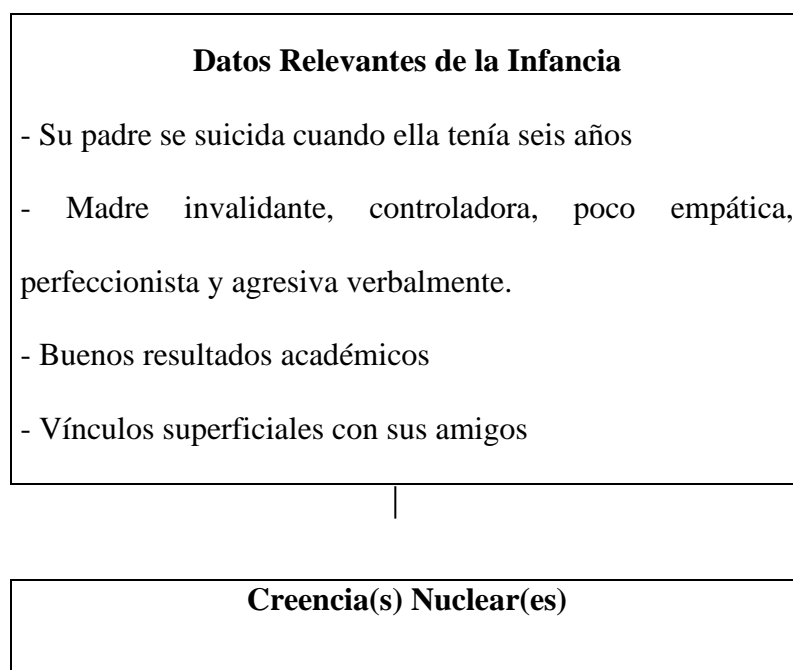 Datos Relevantes de la Infancia
- Su padre se suicida cuando ella tenía seis años
- Madre invalidante, controladora, poco empática,
perfeccionista y agresiva verbalmente.
- Buenos resultados académicos
- Vínculos superficiales con sus amigos
Creencia(s) Nuclear(es)